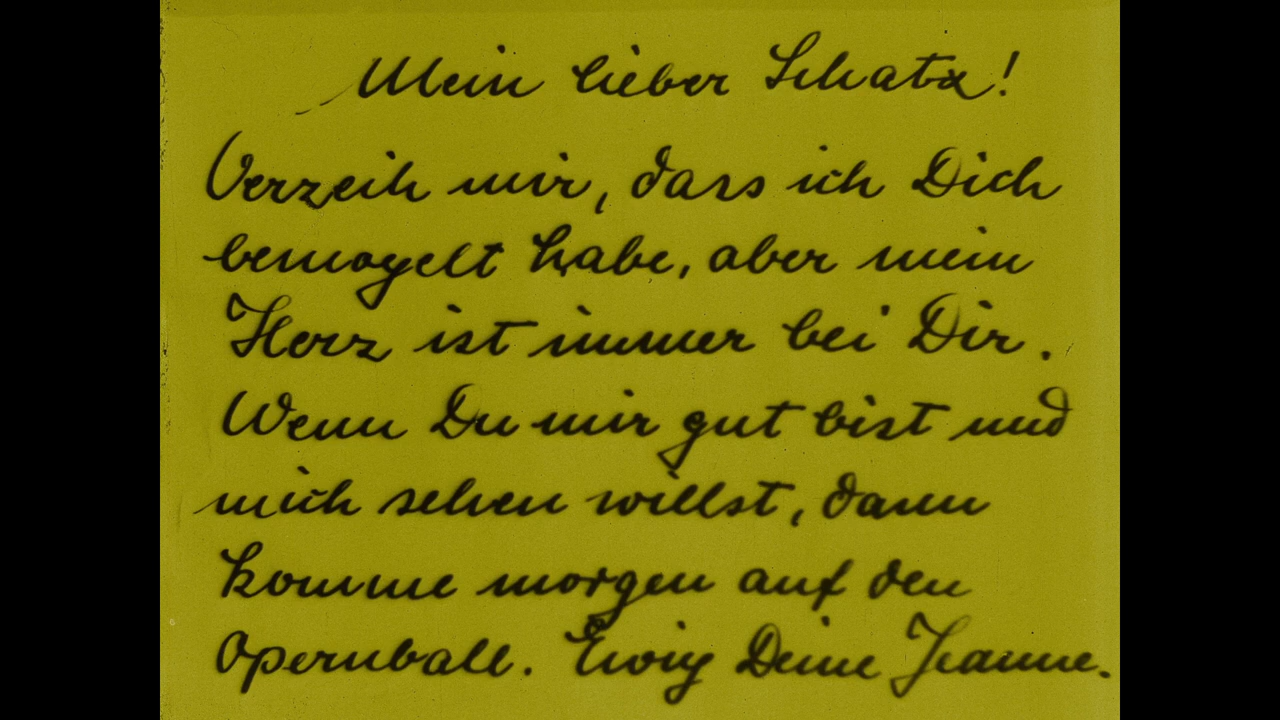 Mein lieber Schatz!
Verzeih mir, dass ich Dich
bemogelt habe, aber mein
Herz ist immer bei Dir.
Wenn Du mir gut bist und
mich sehen willst, dann
komme morgen auf den
Opernball. Ewig Deine Jeanne.